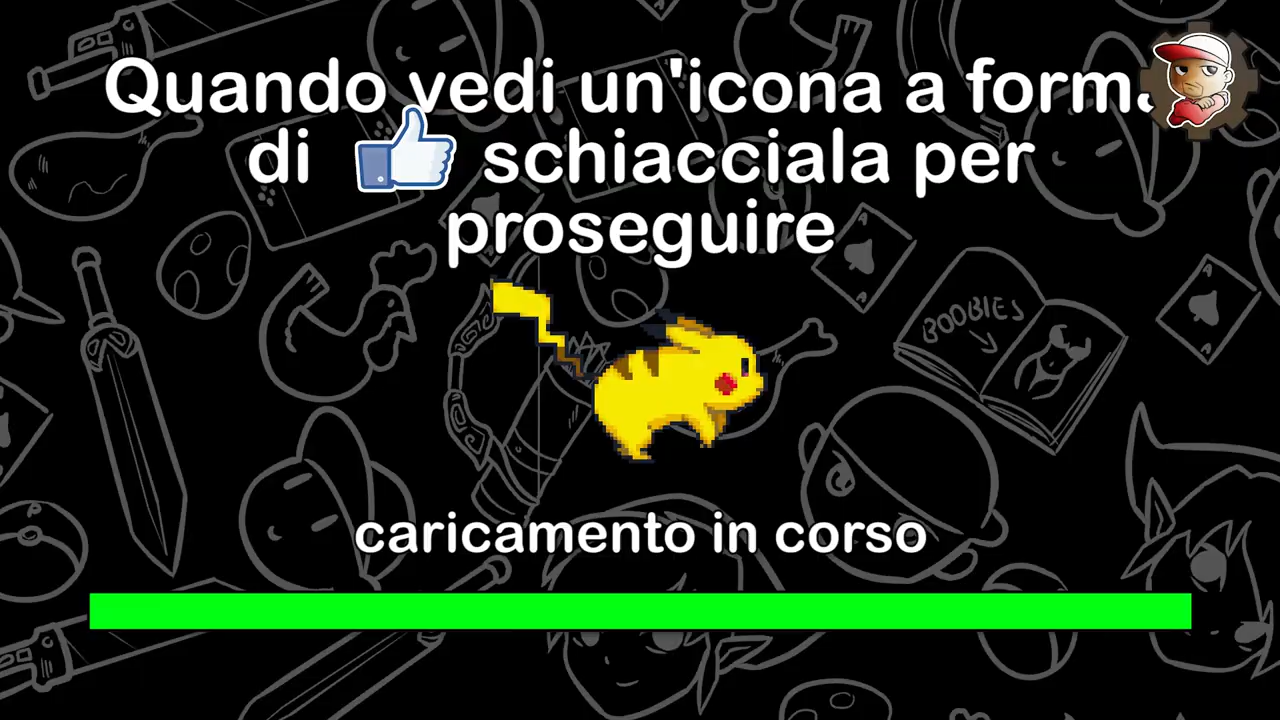 Quando vedi un'icona a forma
di schiacciala per
proseguire
BOOBIES
caricamento in corso